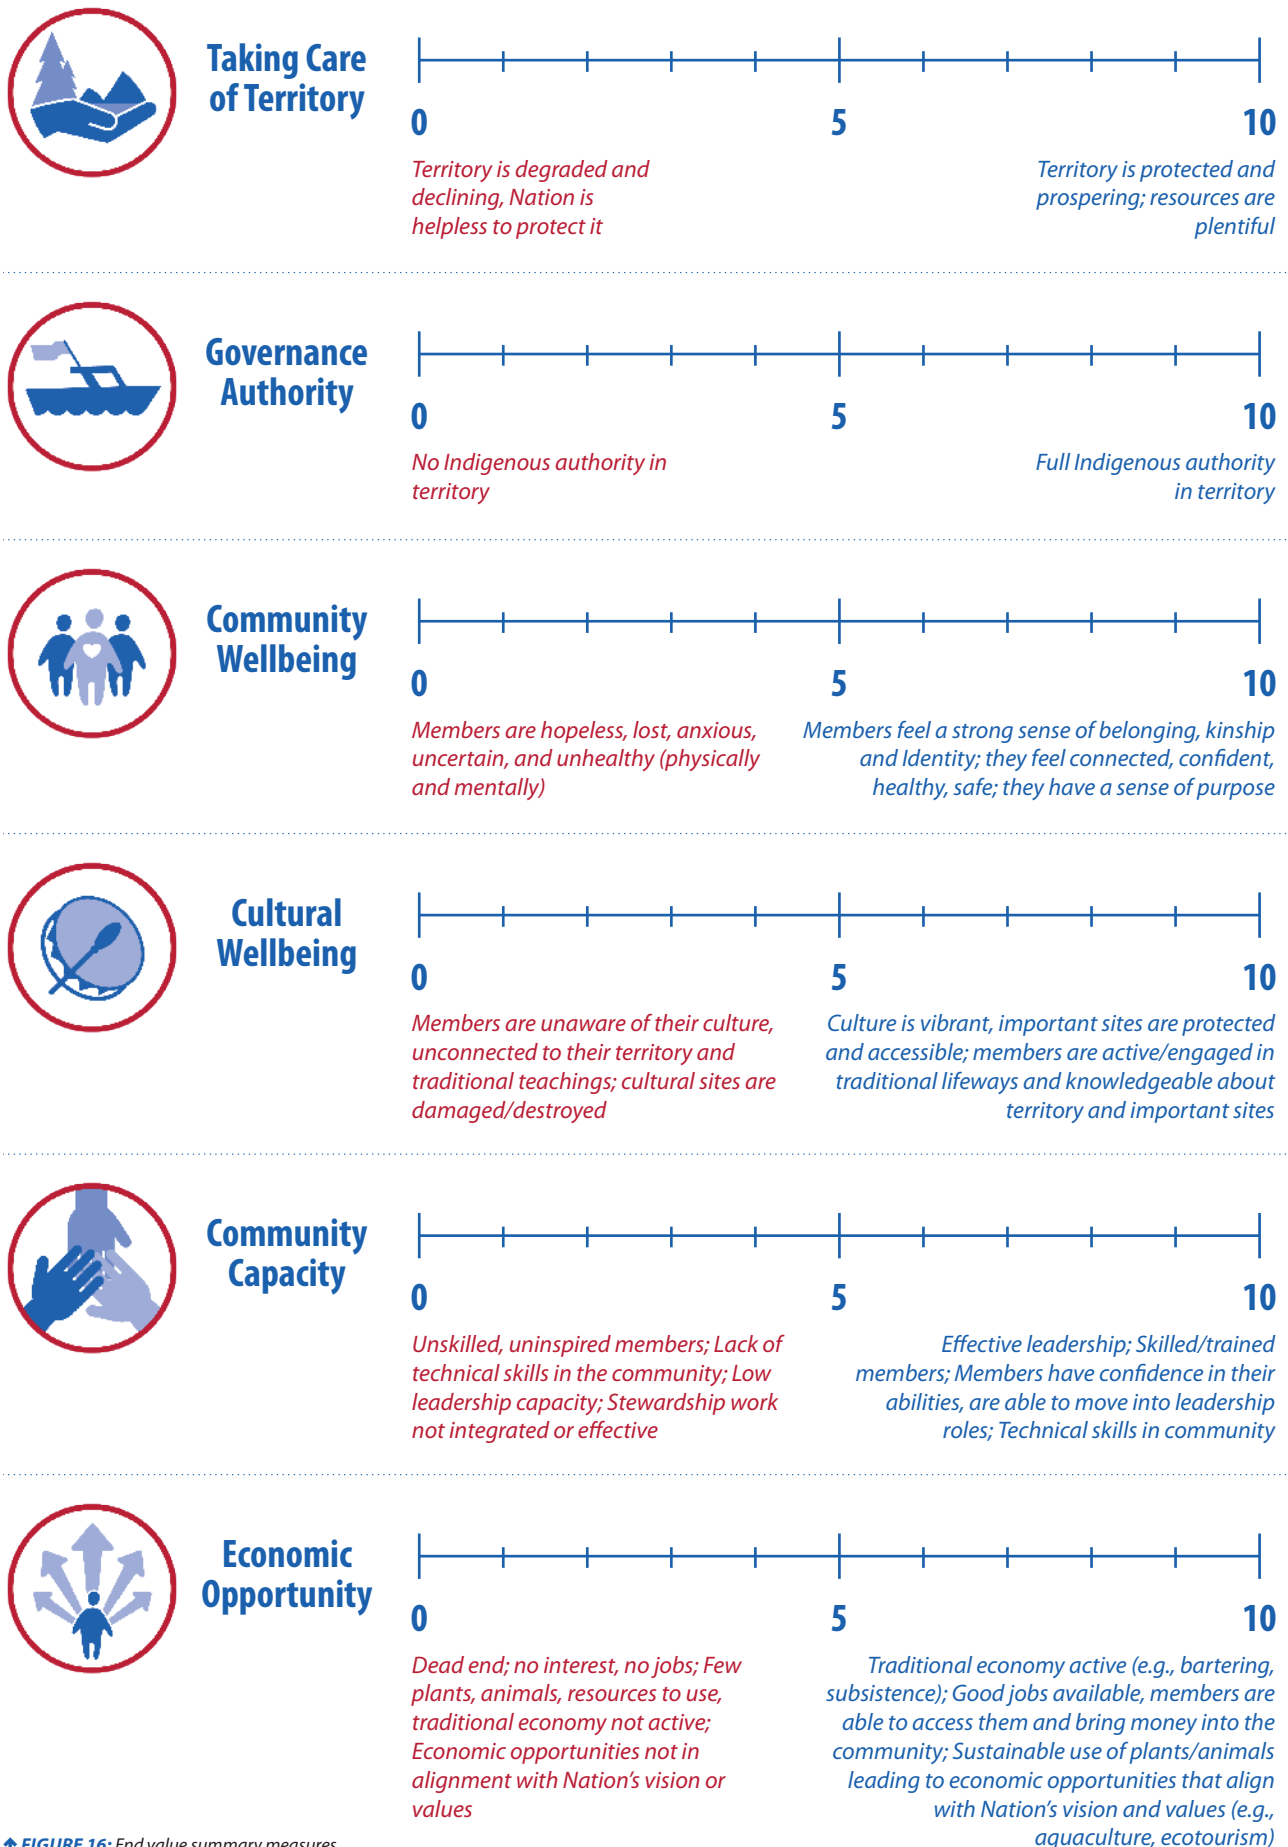 Taking Care
of Territory
0
5
10
Territory is degraded and
declining, Nation is
helpless to protect it
Territory is protected and
prospering; resources are
plentiful
Governance
Authority
0
5
10
No Indigenous authority in
territory
Full Indigenous authority
in territory
Community
Wellbeing
0
5
10
Members are hopeless, lost, anxious,
uncertain, and unhealthy (physically
and mentally)
Members feel a strong sense of belonging, kinship
and Identity; they feel connected, confident,
healthy, safe; they have a sense of purpose
Cultural
Wellbeing
0
5
10
Members are unaware of their culture,
unconnected to their territory and
traditional teachings; cultural sites are
damaged/destroyed
Culture is vibrant, important sites are protected
and accessible; members are active/engaged in
traditional lifeways and knowledgeable about
territory and important sites
Community
Capacity
0
5
10
Unskilled, uninspired members; Lack of
technical skills in the community; Low
leadership capacity; Stewardship work
not integrated or effective
Effective leadership; Skilled/trained
members; Members have confidence in their
abilities, are able to move into leadership
roles; Technical skills in community
Economic
Opportunity
0
5
10
Dead end; no interest, no jobs; Few
plants, animals, resources to use,
traditional economy not active;
Economic opportunities not in
alignment with Nation's vision or
values
Traditional economy active (e.g., bartering,
subsistence); Good jobs available, members are
able to access them and bring money into the
community; Sustainable use of plants/animals
leading to economic opportunities that align
with Nation's vision and values (e.g.,
aquaculture, ecotourism)
FIGURE 16: End value summary measures